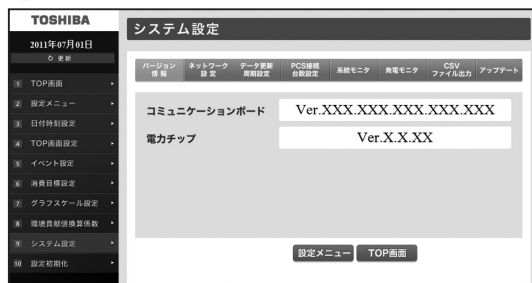 TOSHIBA
2011年07月01日
更新
1 TOP画面
2 設定メニュー
3 日付時刻設定
4 TOP画面設定
5 イベント設定
6 消費目標設定
7 グラフスケール設定
8 環境貢献値換算係数
9 システム設定
10 設定初期化
システム設定
バージョン情報
ネットワーク設定
データ更新周期設定
PCS接続台数設定
系統モニタ
発電モニタ
CSVファイル出力
アップデート
コミュニケーションボード Ver.XXX.XX.XXX.XXX.XXX
電力チップ Ver.X.X.XX
設定メニュー TOP画面